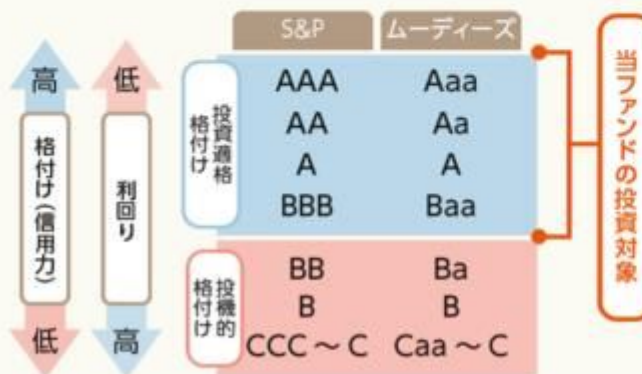 S&P ムーディーズ
高 低
格付け(信用力)
利回り
低 高
投資適格
格付け
AAA Aaa
AA Aa
A A
BBB Baa
投機的
格付け
BB Ba
B B
CCC ~ C Caa ~ C
当ファンドの投資対象